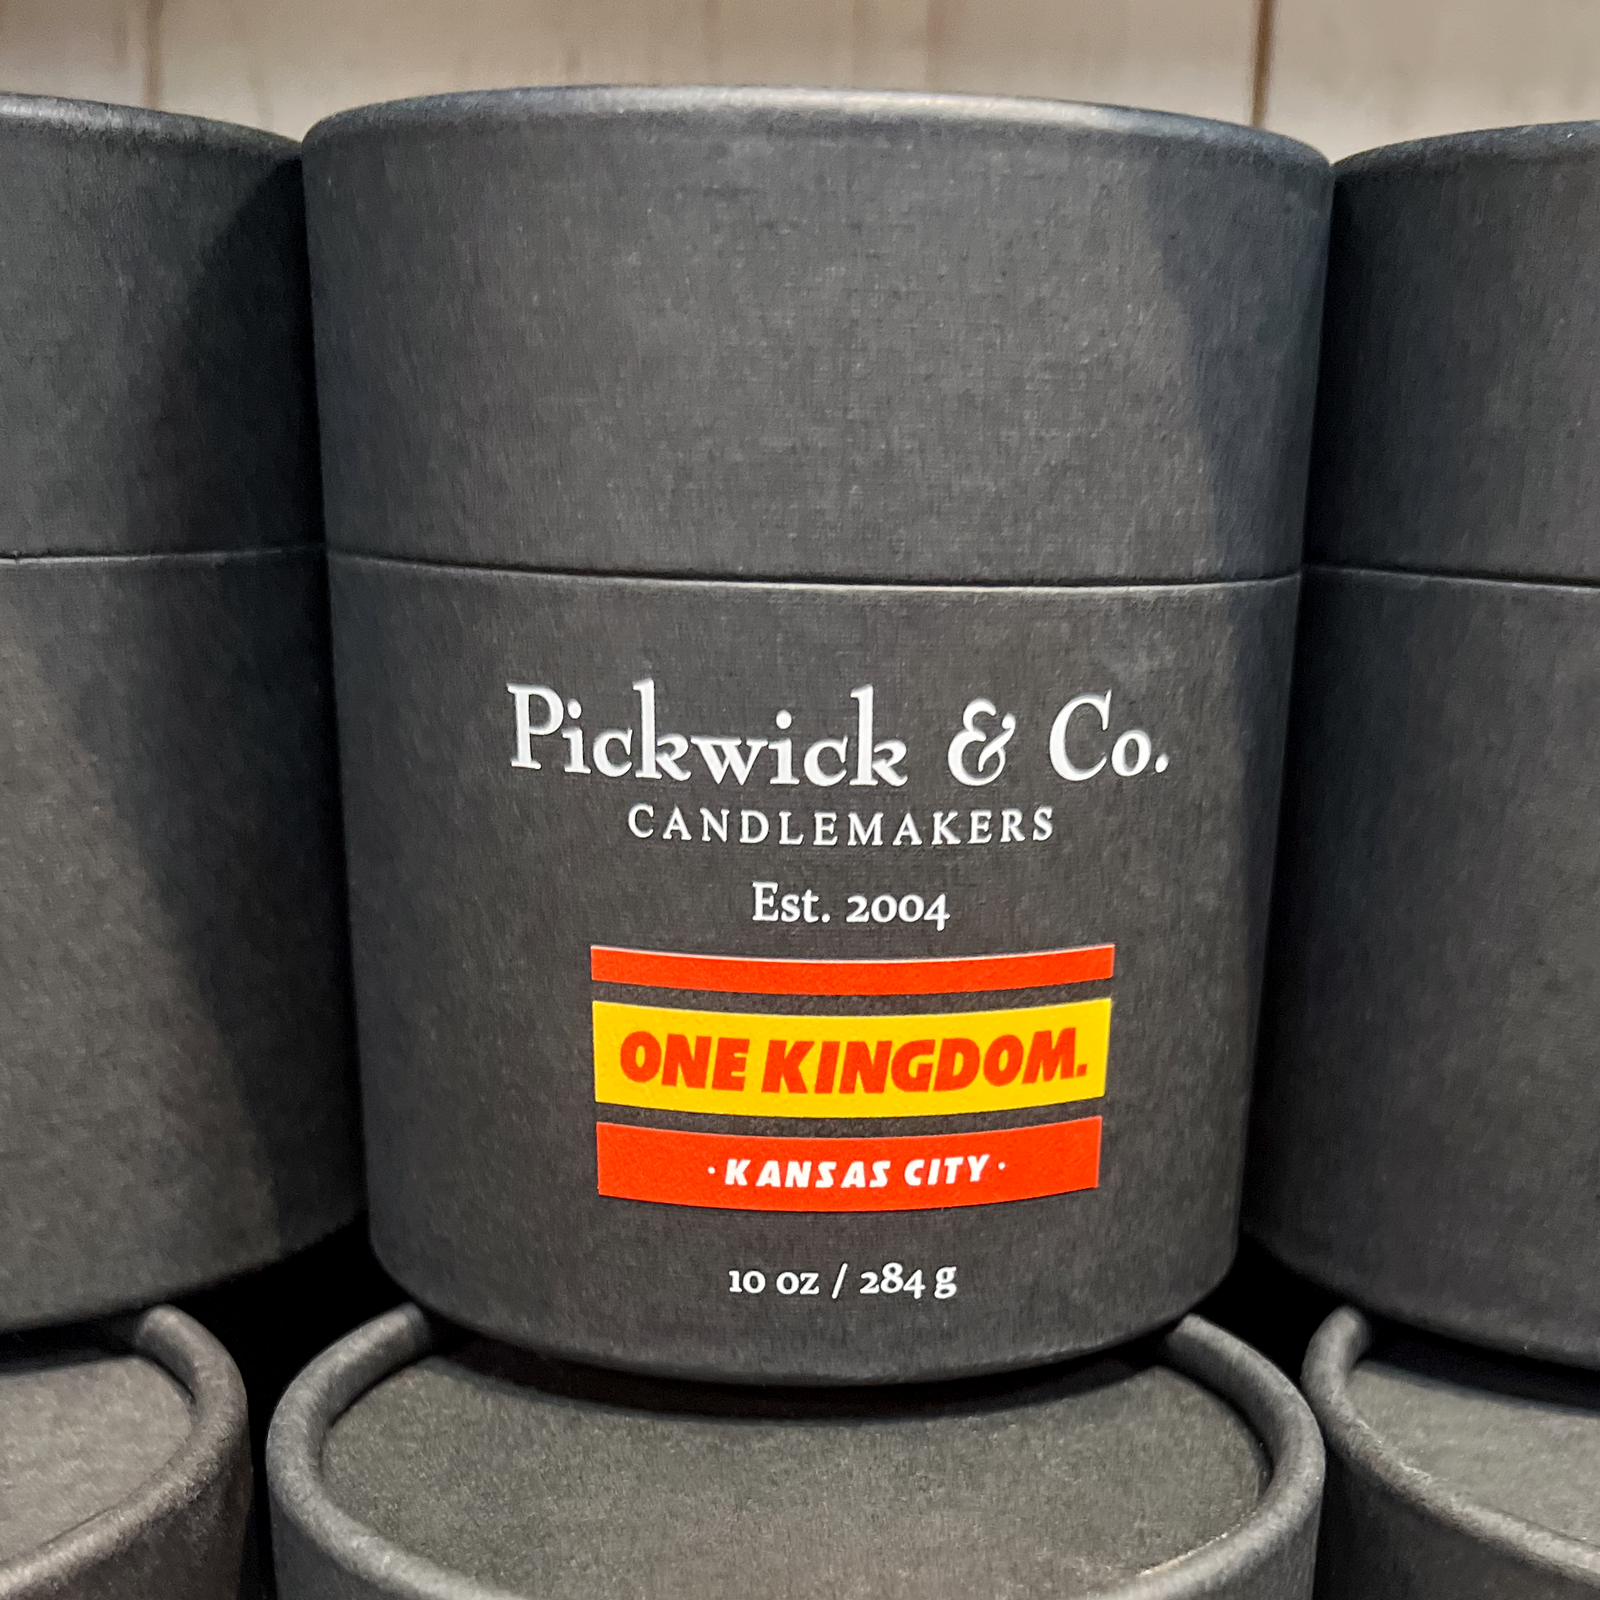 Pickwick & Co.
CANDLEMAKERS
Est. 2004
ONE KINGDOM.
·KANSAS CITY·
10 oz / 284 g